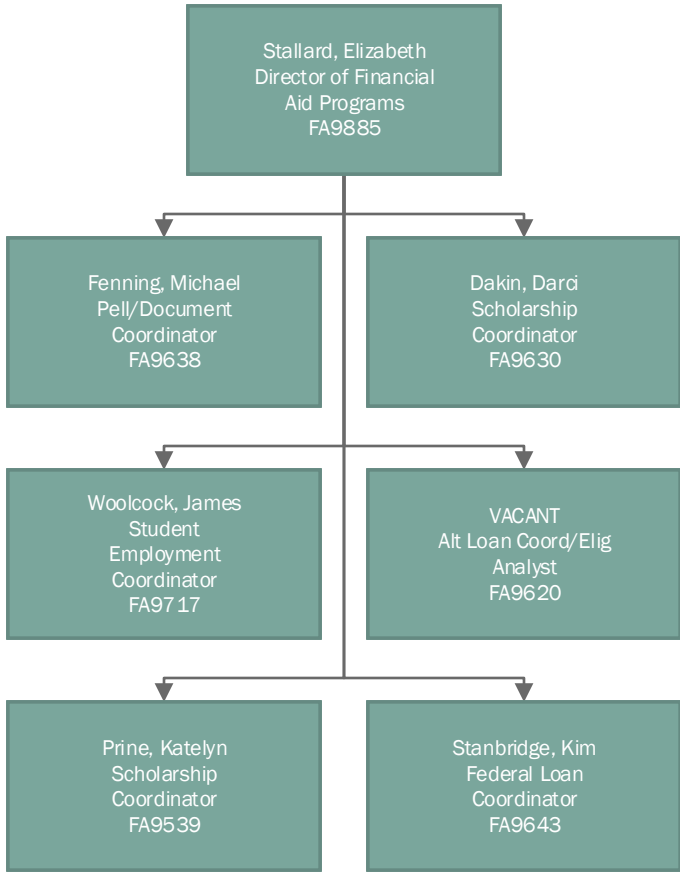 Stallard, Elizabeth
Director of Financial
Aid Programs
FA9885
Fenning, Michael
Pell/Document
Coordinator
FA9638
Dakin, Darci
Scholarship
Coordinator
FA9630
Woolcock, James
Student
Employment
Coordinator
FA9717
VACANT
Alt Loan Coord/Elig
Analyst
FA9620
Prine, Katelyn
Scholarship
Coordinator
FA9539
Stanbridge, Kim
Federal Loan
Coordinator
FA9643